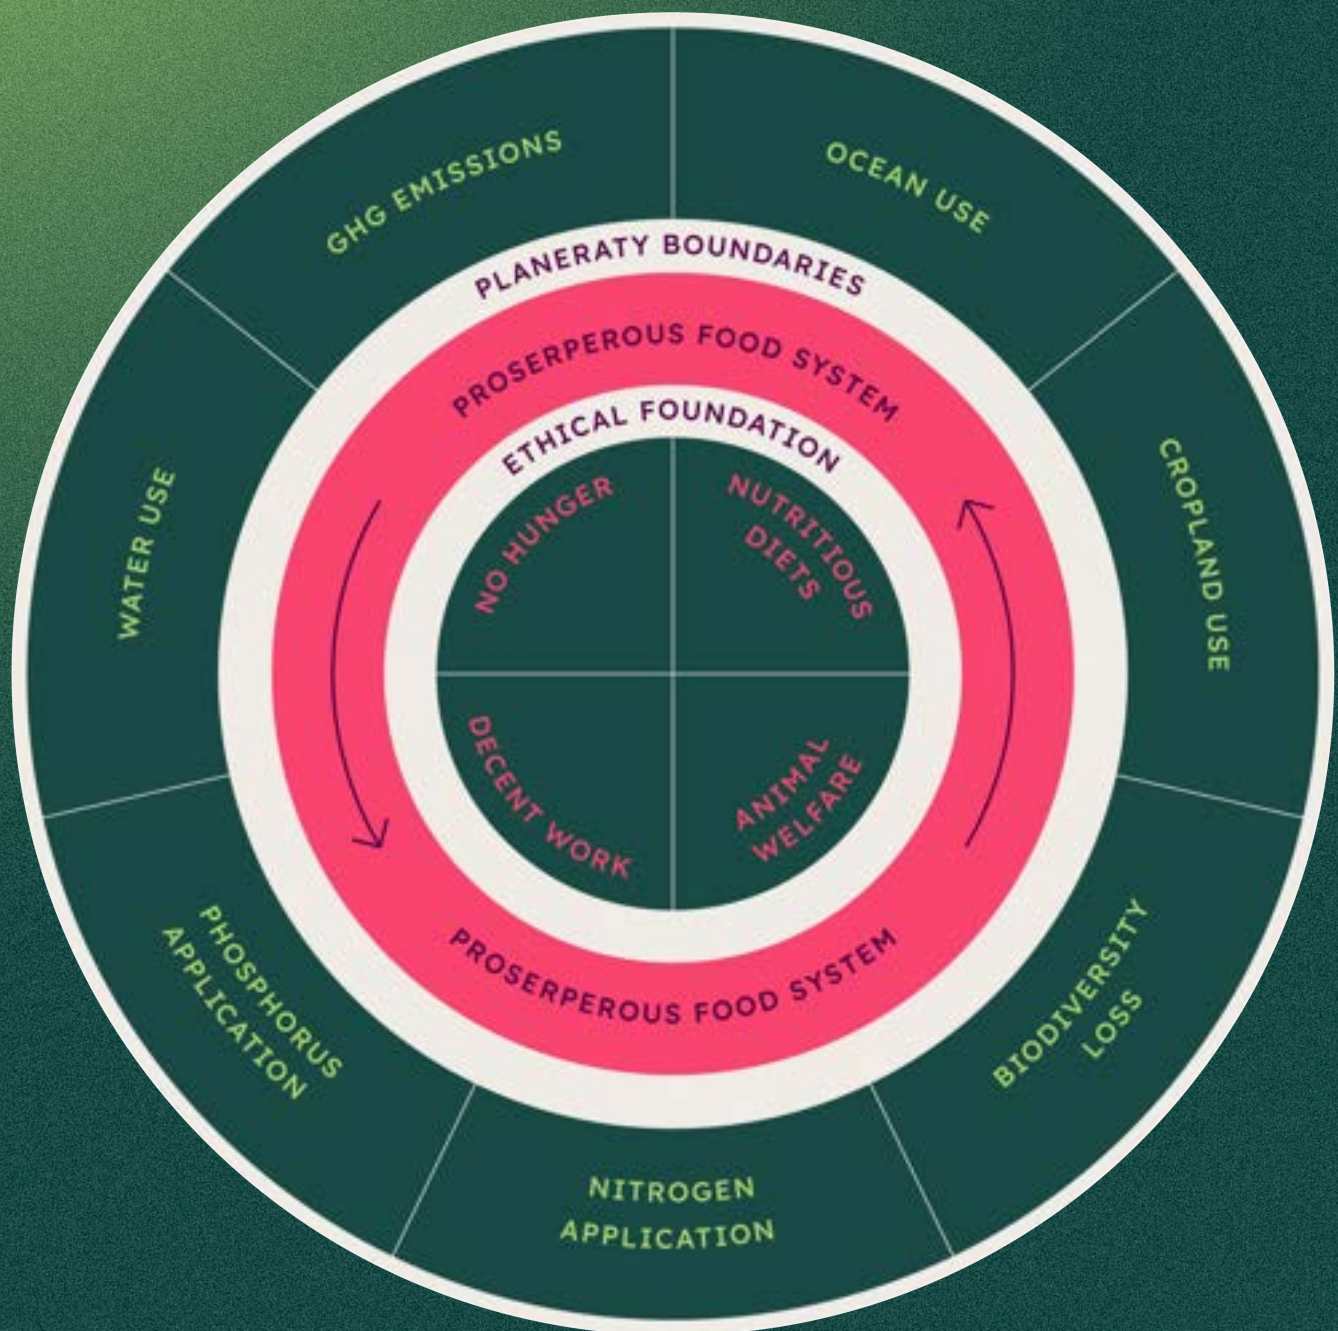 GHG EMISSIONS
OCEAN USE
CROPLAND USE
BIODIVERSITY
LOSS
NITROGEN
APPLICATION
PHOSPHORUS
APPLICATION
WATER USE
PLANERATY BOUNDARIES
PROSERPEROUS FOOD SYSTEM
ETHICAL FOUNDATION
NO HUNGER
NUTRITIOUS
DIETS
ANIMAL
WELFARE
DECENT WORK
PROSERPEROUS FOOD SYSTEM